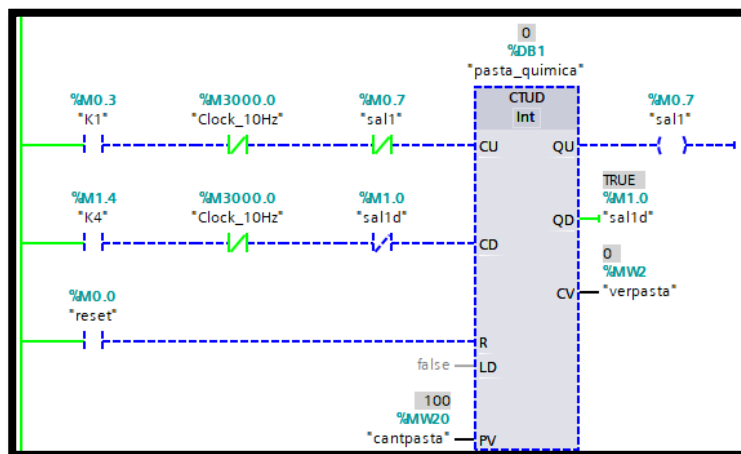 0
%DB1
"pasta_quimica"
%M0.3
"K1"
%M3000.0
"Clock_10Hz"
%M0.7
"sal1"
CTUD
Int
CU
QU
%M0.7
"sal1"
%M1.4
"K4"
%M3000.0
"Clock_10Hz"
%M1.0
"sal1d"
CD
QD
TRUE
%M1.0
"sal1d"
CV
0
%MW2
"verpasta"
%M0.0
"reset"
R
false
LD
100
%MW20
"cantpasta"
PV